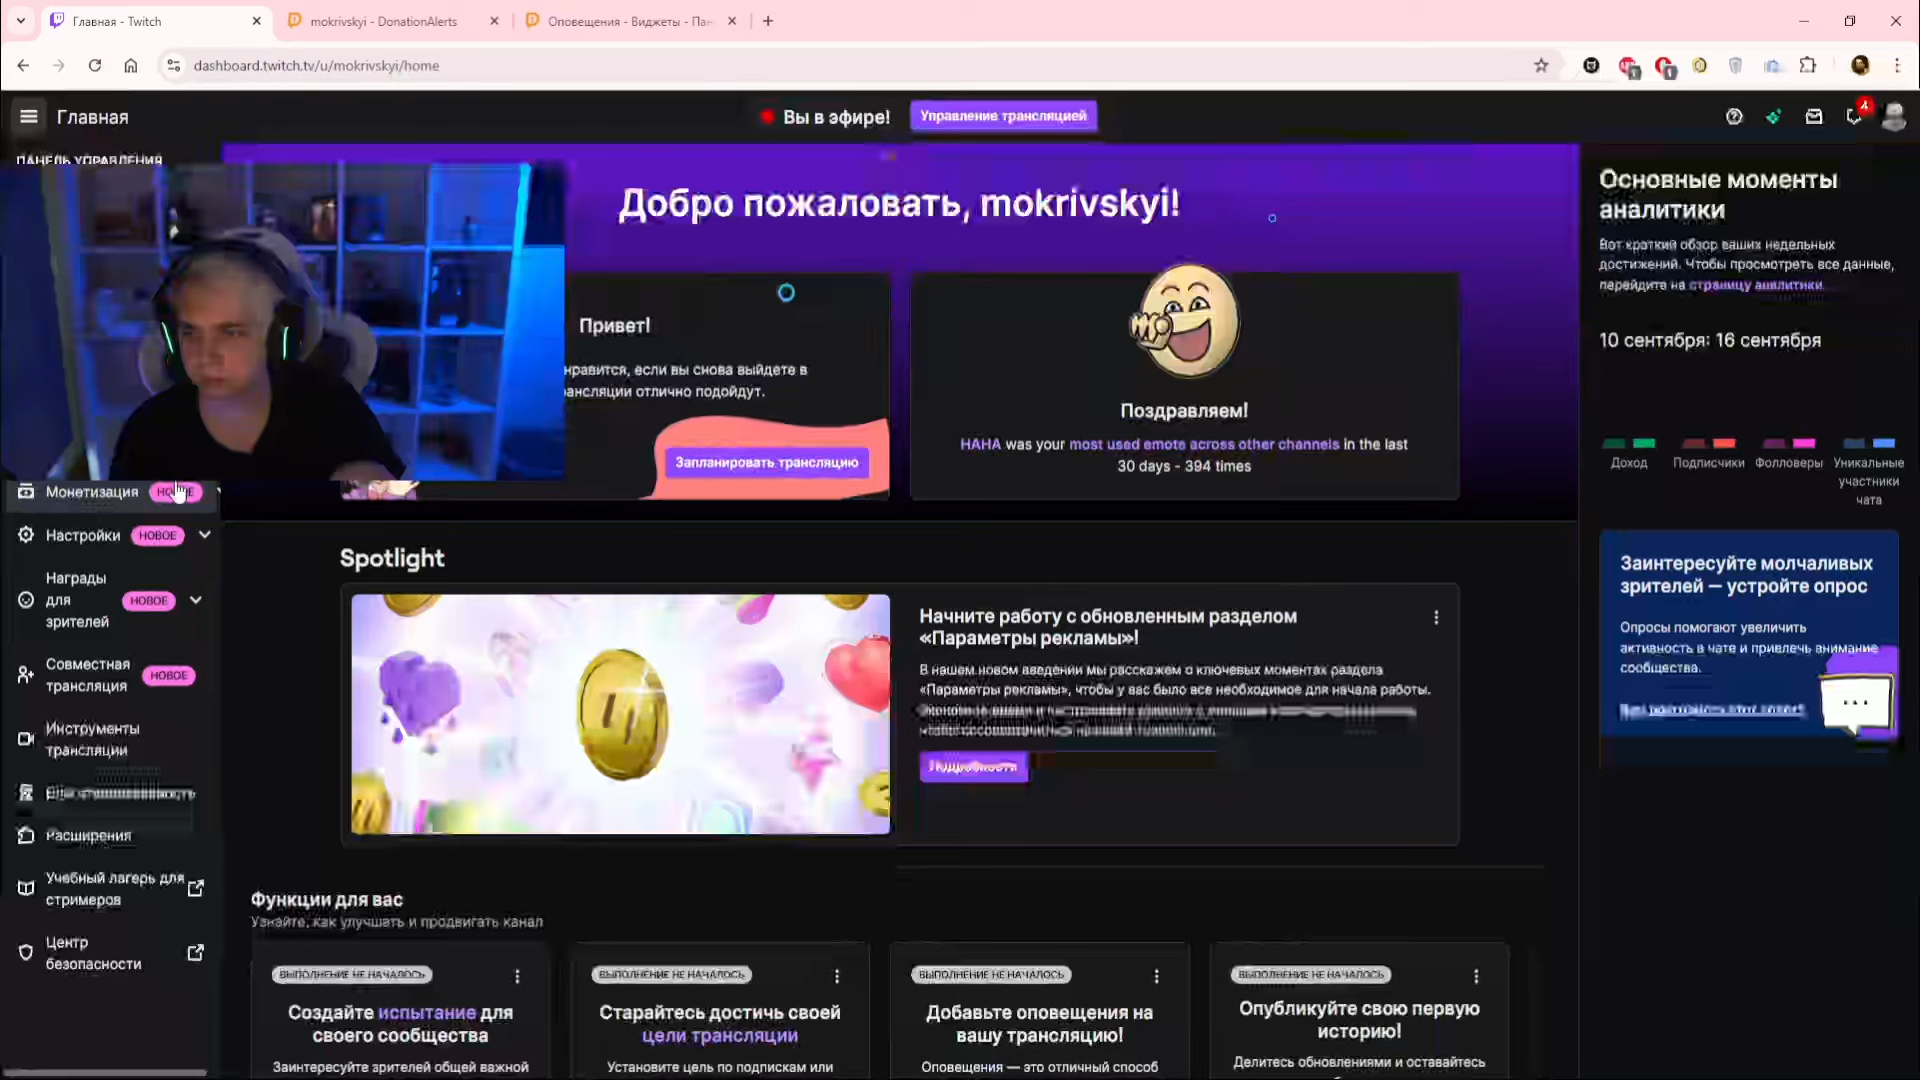 Главная - Twitch
mokrivskyi - DonationAlerts
Оповещения - Виджеты - Пан
dashboard.twitch.tv/u/mokrivskyi/home
Главная
Вы в эфире!
Управление трансляцией
4
ПАНЕЛЬ УПРАВЛЕНИЯ
Добро пожаловать, mokrivskyi!
Привет!
нравится, если вы снова выйдете в
трансляции отлично подойдут.
Запланировать трансляцию
Поздравляем!
HAHA was your most used emote across other channels in the last
30 days - 394 times
Основные моменты
аналитики
Вот краткий обзор ваших недельных
достижений. Чтобы просмотреть все данные,
перейдите на страницу аналитики.
10 сентября: 16 сентября
Доход
Подписчики
Фолловеры
Уникальные
участники
чата
Заинтересуйте молчаливых
зрителей — устройте опрос
Опросы помогают увеличить
активность в чате и привлечь внимание
сообщества.
Монетизация НОВОЕ
Настройки НОВОЕ
Награды
для
зрителей
НОВОЕ
Совместная
трансляция
НОВОЕ
Инструменты
трансляции
Расширения
Учебный лагерь для
стримеров
Центр
безопасности
Spotlight
Начните работу с обновленным разделом
«Параметры рекламы»!
В нашем новом введении мы расскажем о ключевых моментах раздела
«Параметры рекламы», чтобы у вас было все необходимое для начала работы.
Подробности
Функции для вас
Узнайте, как улучшать и продвигать канал
ВЫПОЛНЕНИЕ НЕ НАЧАЛОСЬ
Создайте испытание для
своего сообщества
Заинтересуйте зрителей общей важной
ВЫПОЛНЕНИЕ НЕ НАЧАЛОСЬ
Старайтесь достичь своей
цели трансляции
Установите цель по подпискам или
ВЫПОЛНЕНИЕ НЕ НАЧАЛОСЬ
Добавьте оповещения на
вашу трансляцию!
Оповещения — это отличный способ
ВЫПОЛНЕНИЕ НЕ НАЧАЛОСЬ
Опубликуйте свою первую
историю!
Делитесь обновлениями и оставайтесь